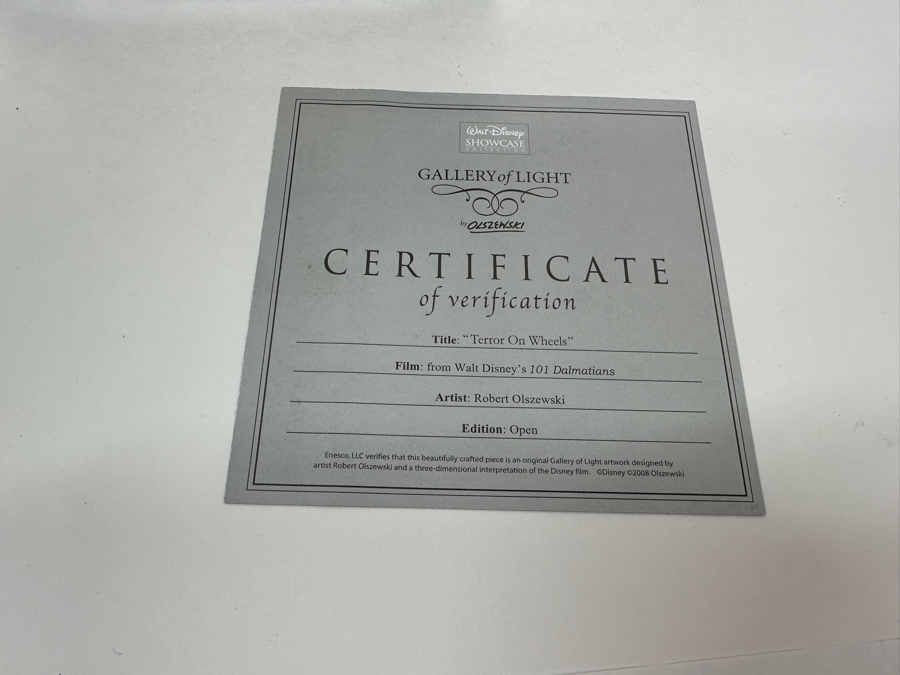 WALT DISNEY
SHOWCASE
COLLECTION
GALLERY of LIGHT
by OLSZEWSKI
CERTIFICATE
of verification
Title: “Terror On Wheels”
Film: from Walt Disney’s 101 Dalmatians
Artist: Robert Olszewski
Edition: Open
Enesco, LLC verifies that this beautifully crafted piece is an original Gallery of Light artwork designed by
artist Robert Olszewski and a three-dimensional interpretation of the Disney film. ©Disney ©2008 Olszewski